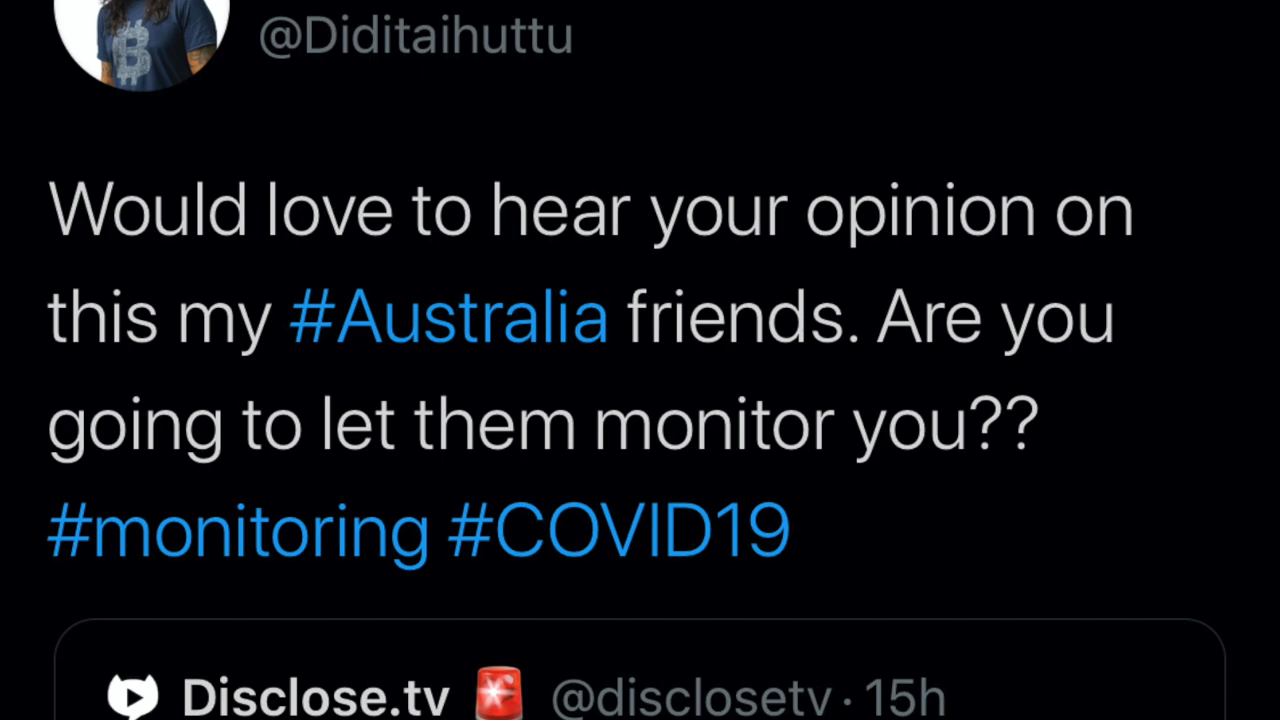 @Diditaihuttu
Would love to hear your opinion on
this my #Australia friends. Are you
going to let them monitor you??
#monitoring #COVID19
Disclose.tv 🚨 @disclosetv · 15h